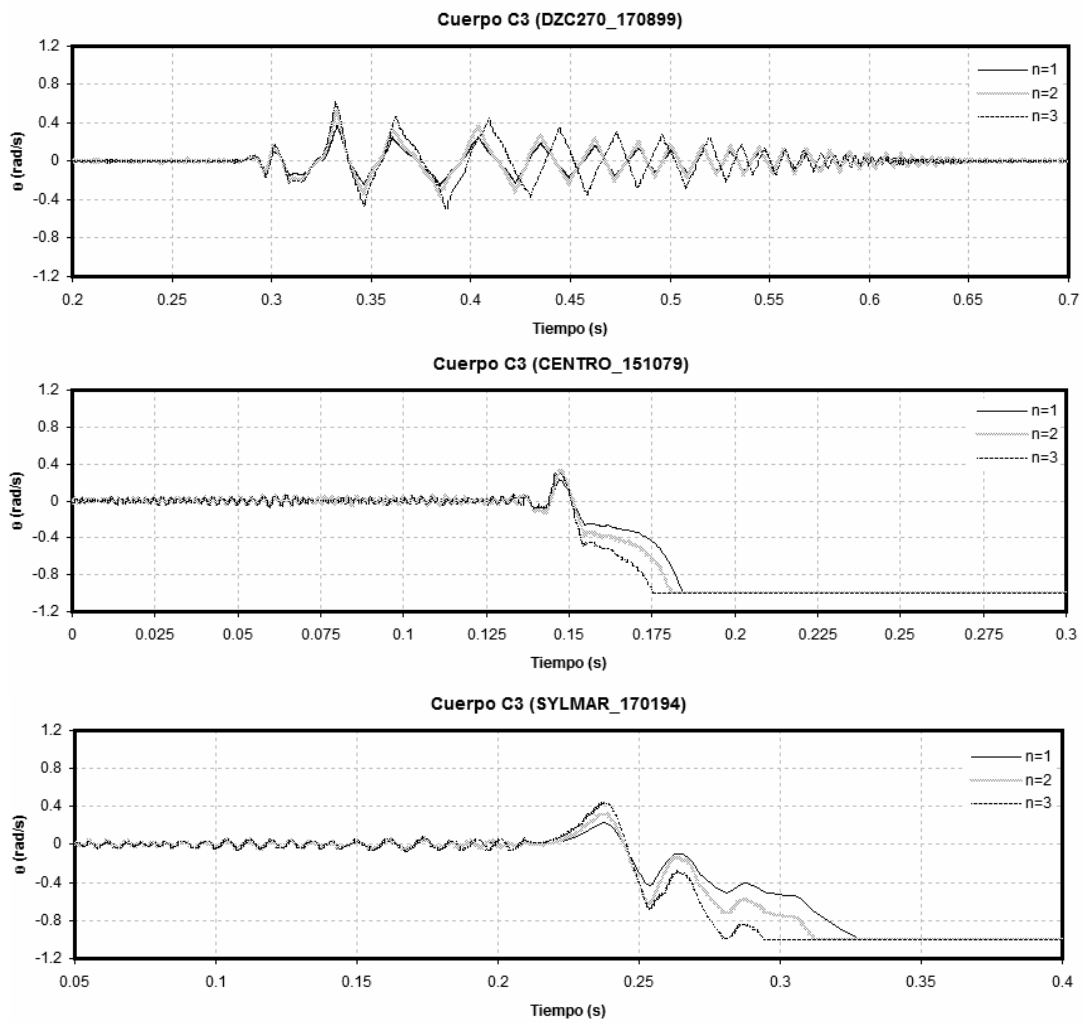 Cuerpo C3 (DZC270_170899)
1.2
0.8
0.4
0
-0.4
-0.8
-1.2
θ (rad/s)
n=1
n=2
n=3
0.2 0.25 0.3 0.35 0.4 0.45 0.5 0.55 0.6 0.65 0.7
Tiempo (s)
Cuerpo C3 (CENTRO_151079)
1.2
0.8
0.4
0
-0.4
-0.8
-1.2
θ (rad/s)
n=1
n=2
n=3
0 0.025 0.05 0.075 0.1 0.125 0.15 0.175 0.2 0.225 0.25 0.275 0.3
Tiempo (s)
Cuerpo C3 (SYLMAR_170194)
1.2
0.8
0.4
0
-0.4
-0.8
-1.2
θ (rad/s)
n=1
n=2
n=3
0.05 0.1 0.15 0.2 0.25 0.3 0.35 0.4
Tiempo (s)